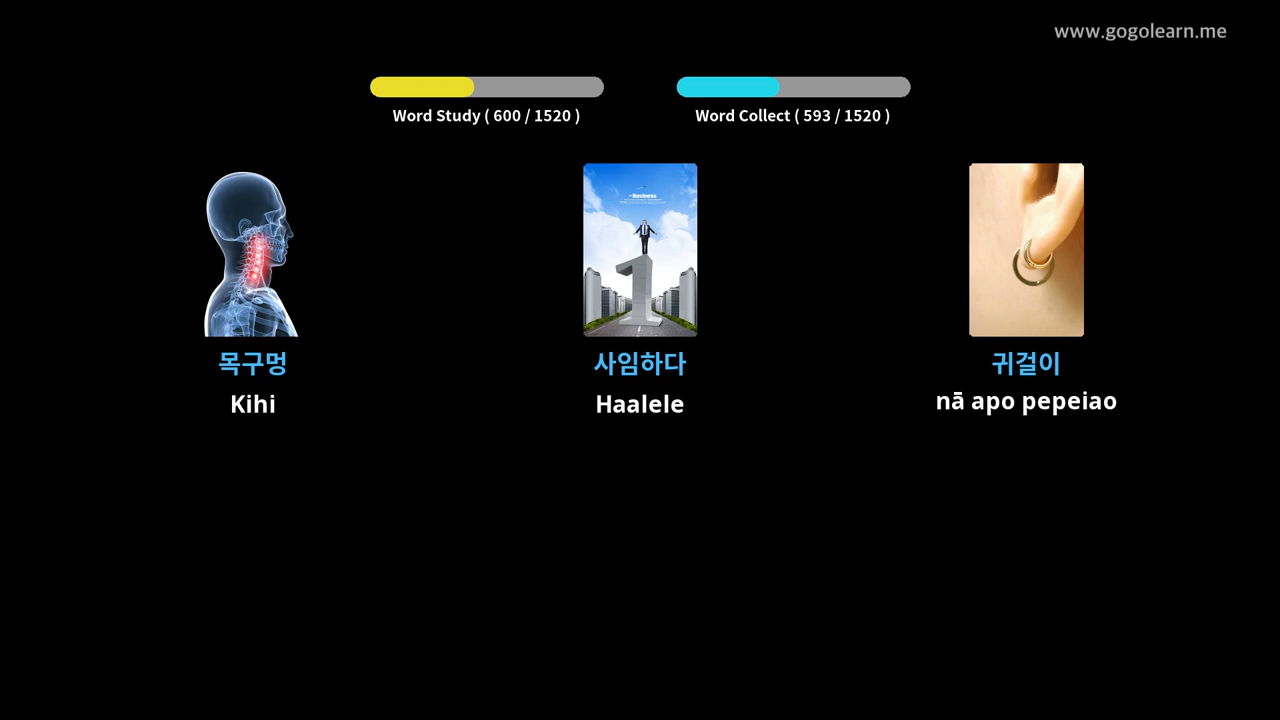 www.gogolearn.me
Word Study ( 600 / 1520 )
Word Collect ( 593 / 1520 )
Business
목구멍
사임하다
귀걸이
Kihi
Haalele
nā apo pepeiao